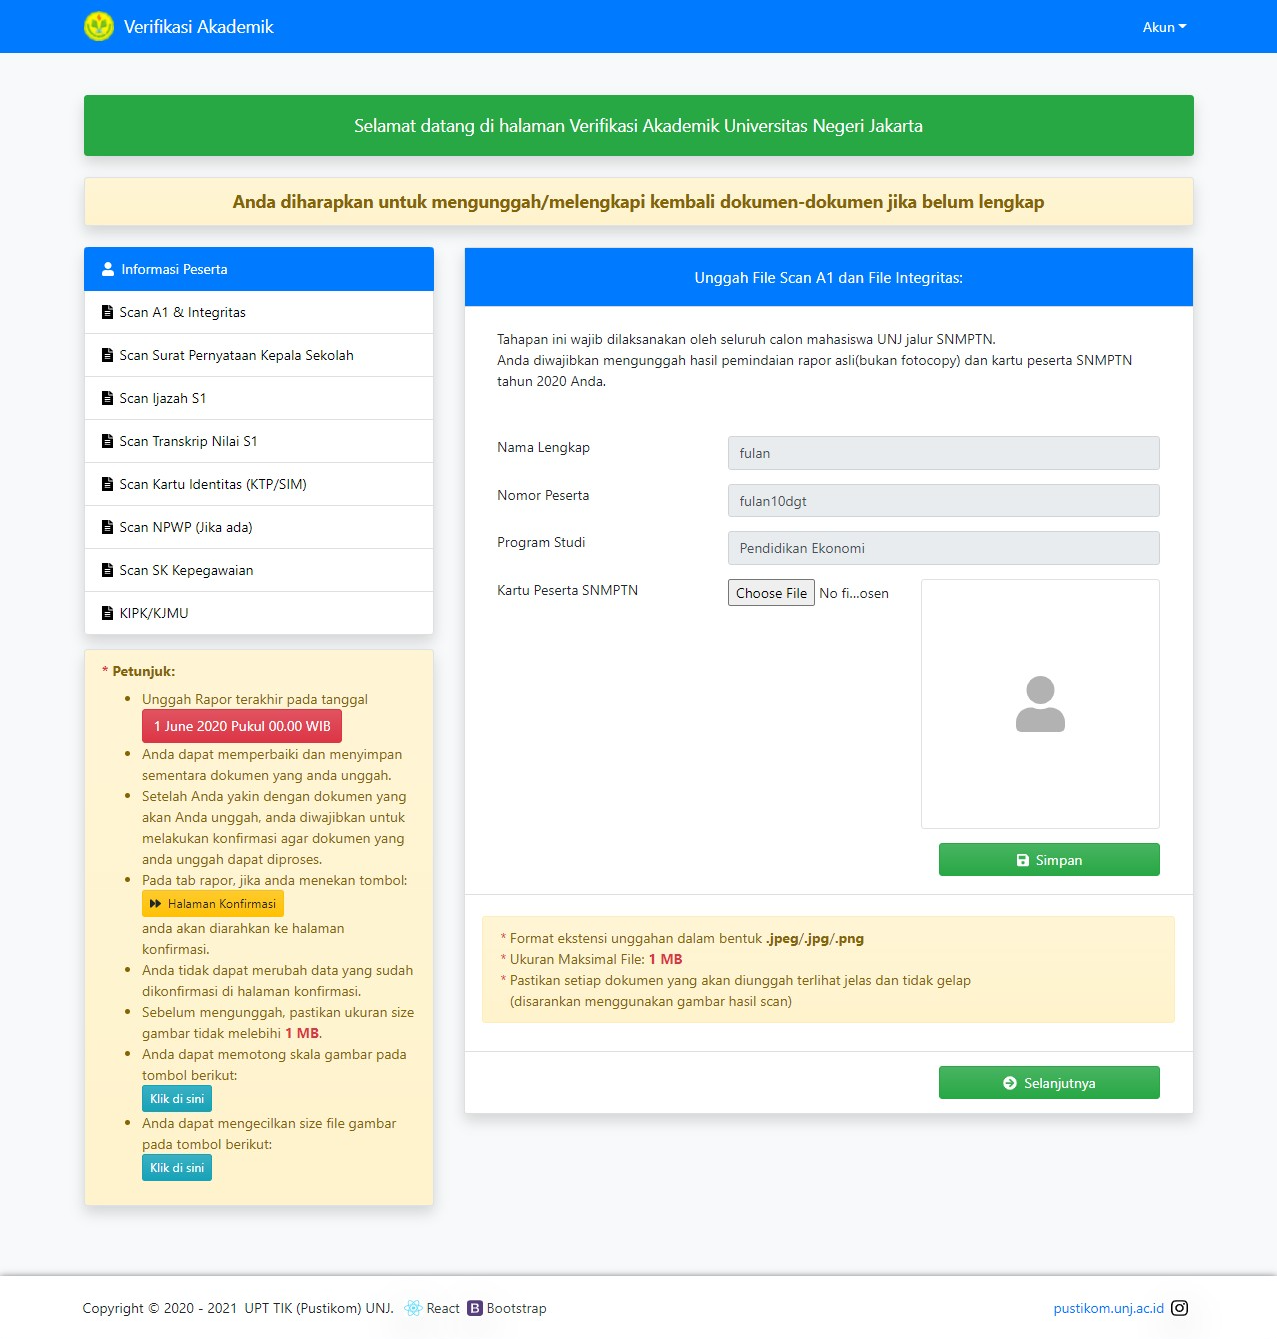 Verifikasi Akademik
Akun
Selamat datang di halaman Verifikasi Akademik Universitas Negeri Jakarta
Anda diharapkan untuk mengunggah/melengkapi kembali dokumen-dokumen jika belum lengkap
Informasi Peserta
Scan A1 & Integritas
Scan Surat Pernyataan Kepala Sekolah
Scan Ijazah S1
Scan Transkrip Nilai S1
Scan Kartu Identitas (KTP/SIM)
Scan NPWP (Jika ada)
Scan SK Kepegawaian
KIPK/KJMU
* Petunjuk:
• Unggah Rapor terakhir pada tanggal
1 June 2020 Pukul 00.00 WIB
• Anda dapat memperbaiki dan menyimpan
sementara dokumen yang anda unggah.
• Setelah Anda yakin dengan dokumen yang
akan Anda unggah, anda diwajibkan untuk
melakukan konfirmasi agar dokumen yang
anda unggah dapat diproses.
• Pada tab rapor, jika anda menekan tombol:
Halaman Konfirmasi
anda akan diarahkan ke halaman
konfirmasi.
• Anda tidak dapat merubah data yang sudah
dikonfirmasi di halaman konfirmasi.
• Sebelum mengunggah, pastikan ukuran size
gambar tidak melebihi 1 MB.
• Anda dapat memotong skala gambar pada
tombol berikut:
Klik di sini
• Anda dapat mengecilkan size file gambar
pada tombol berikut:
Klik di sini
Unggah File Scan A1 dan File Integritas:
Tahapan ini wajib dilaksanakan oleh seluruh calon mahasiswa UNJ jalur SNMPTN.
Anda diwajibkan mengunggah hasil pemindaian rapor asli(bukan fotocopy) dan kartu peserta SNMPTN
tahun 2020 Anda.
Nama Lengkap fulan
Nomor Peserta fulan10dgt
Program Studi Pendidikan Ekonomi
Kartu Peserta SNMPTN Choose File No fi...osen
Simpan
* Format ekstensi unggahan dalam bentuk .jpeg/.jpg/.png
* Ukuran Maksimal File: 1 MB
* Pastikan setiap dokumen yang akan diunggah terlihat jelas dan tidak gelap
(disarankan menggunakan gambar hasil scan)
Selanjutnya
Copyright © 2020 - 2021 UPT TIK (Pustikom) UNJ. React B Bootstrap
pustikom.unj.ac.id